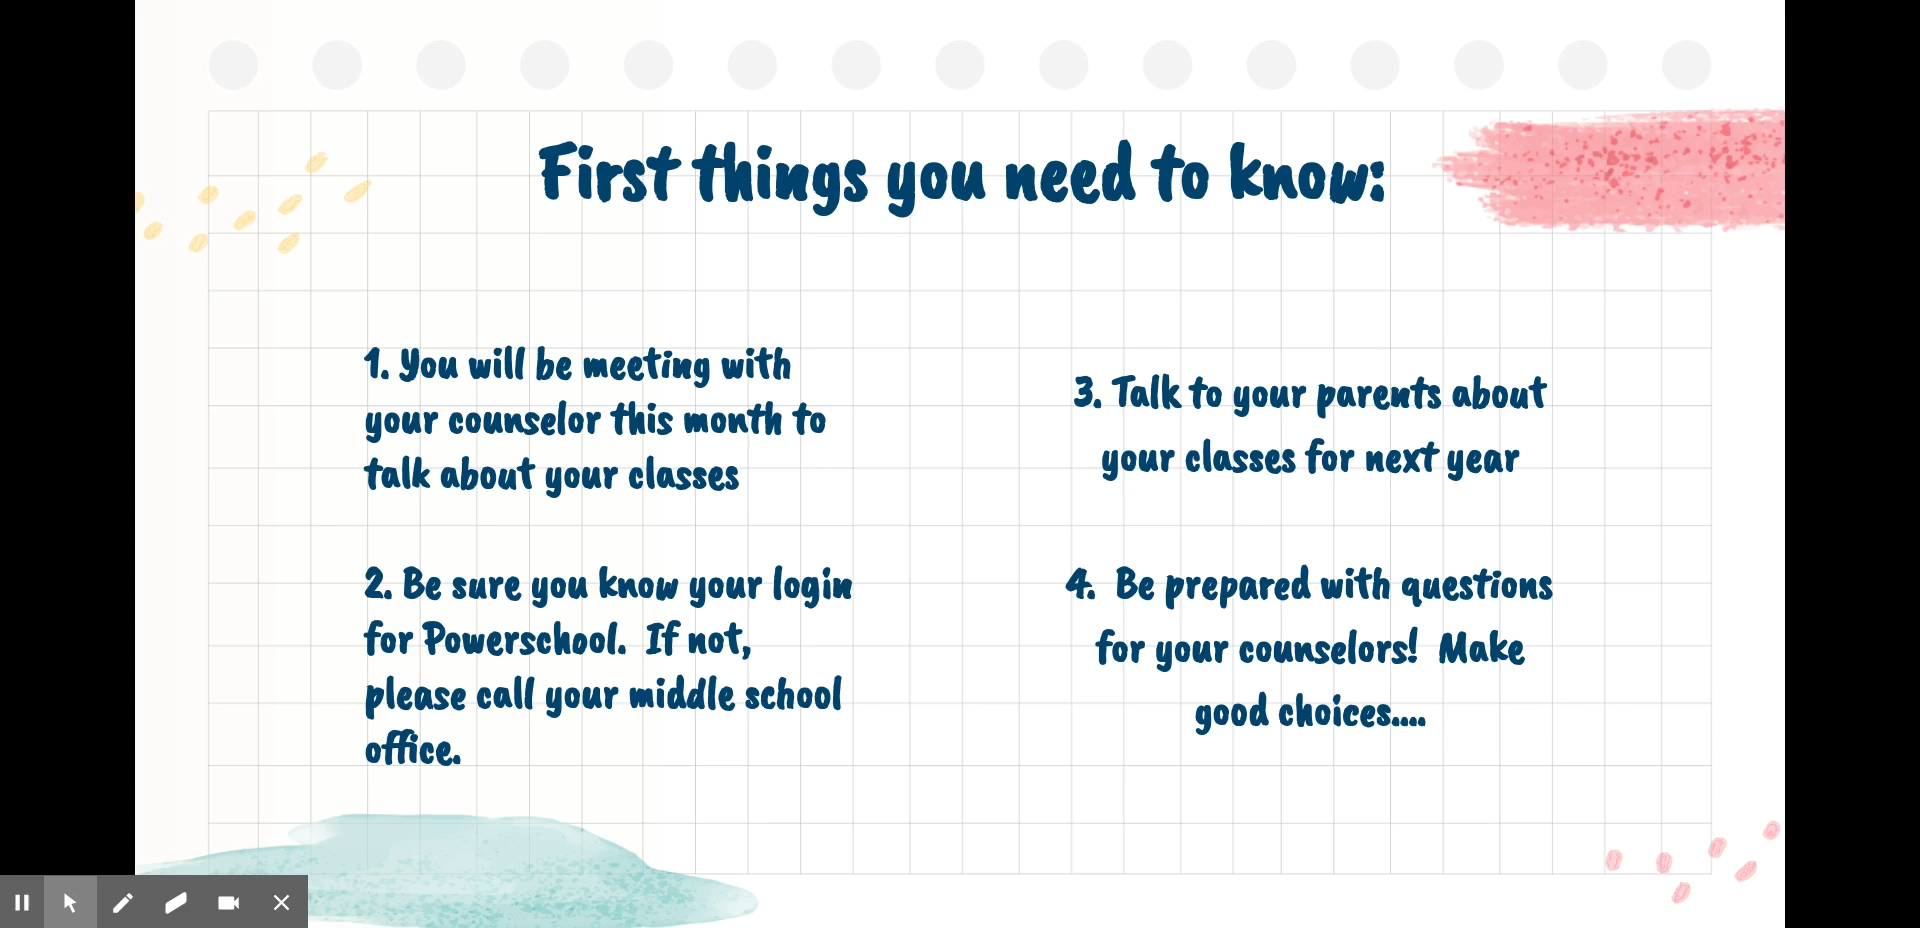 First things you need to know:
1. You will be meeting with
your counselor this month to
talk about your classes
2. Be sure you know your login
for Powerschool.  If not,
please call your middle school
office.
3. Talk to your parents about
your classes for next year
4.  Be prepared with questions
for your counselors!  Make
good choices....